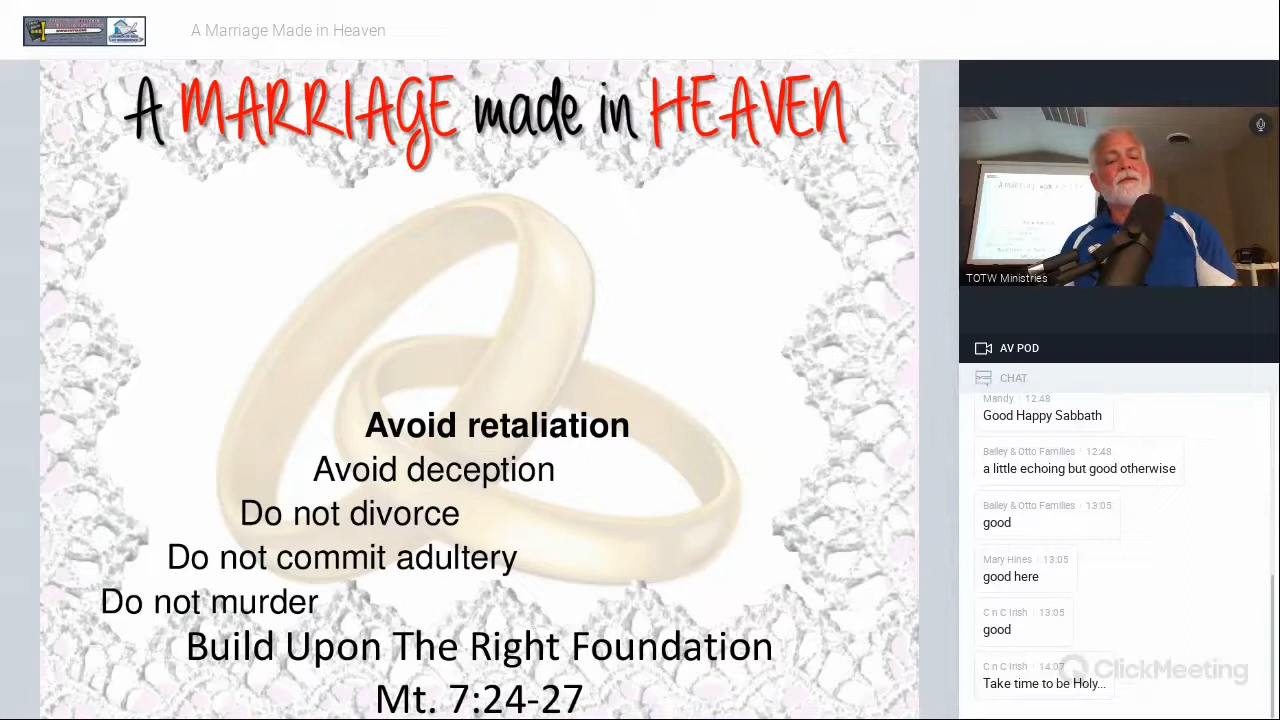 A Marriage Made in Heaven
A MARRIAGE made in HEAVEN
Avoid retaliation
Avoid deception
Do not divorce
Do not commit adultery
Do not murder
Build Upon The Right Foundation
Mt. 7:24-27
TOTW Ministries
AV POD
CHAT
Mandy 12:48
Good Happy Sabbath
Bailey & Otto Families 12:48
a little echoing but good otherwise
Bailey & Otto Families 13:05
good
Mary Hines 13:05
good here
C n C Irish 13:05
good
C n C Irish 14:07
Take time to be Holy...
ClickMeeting